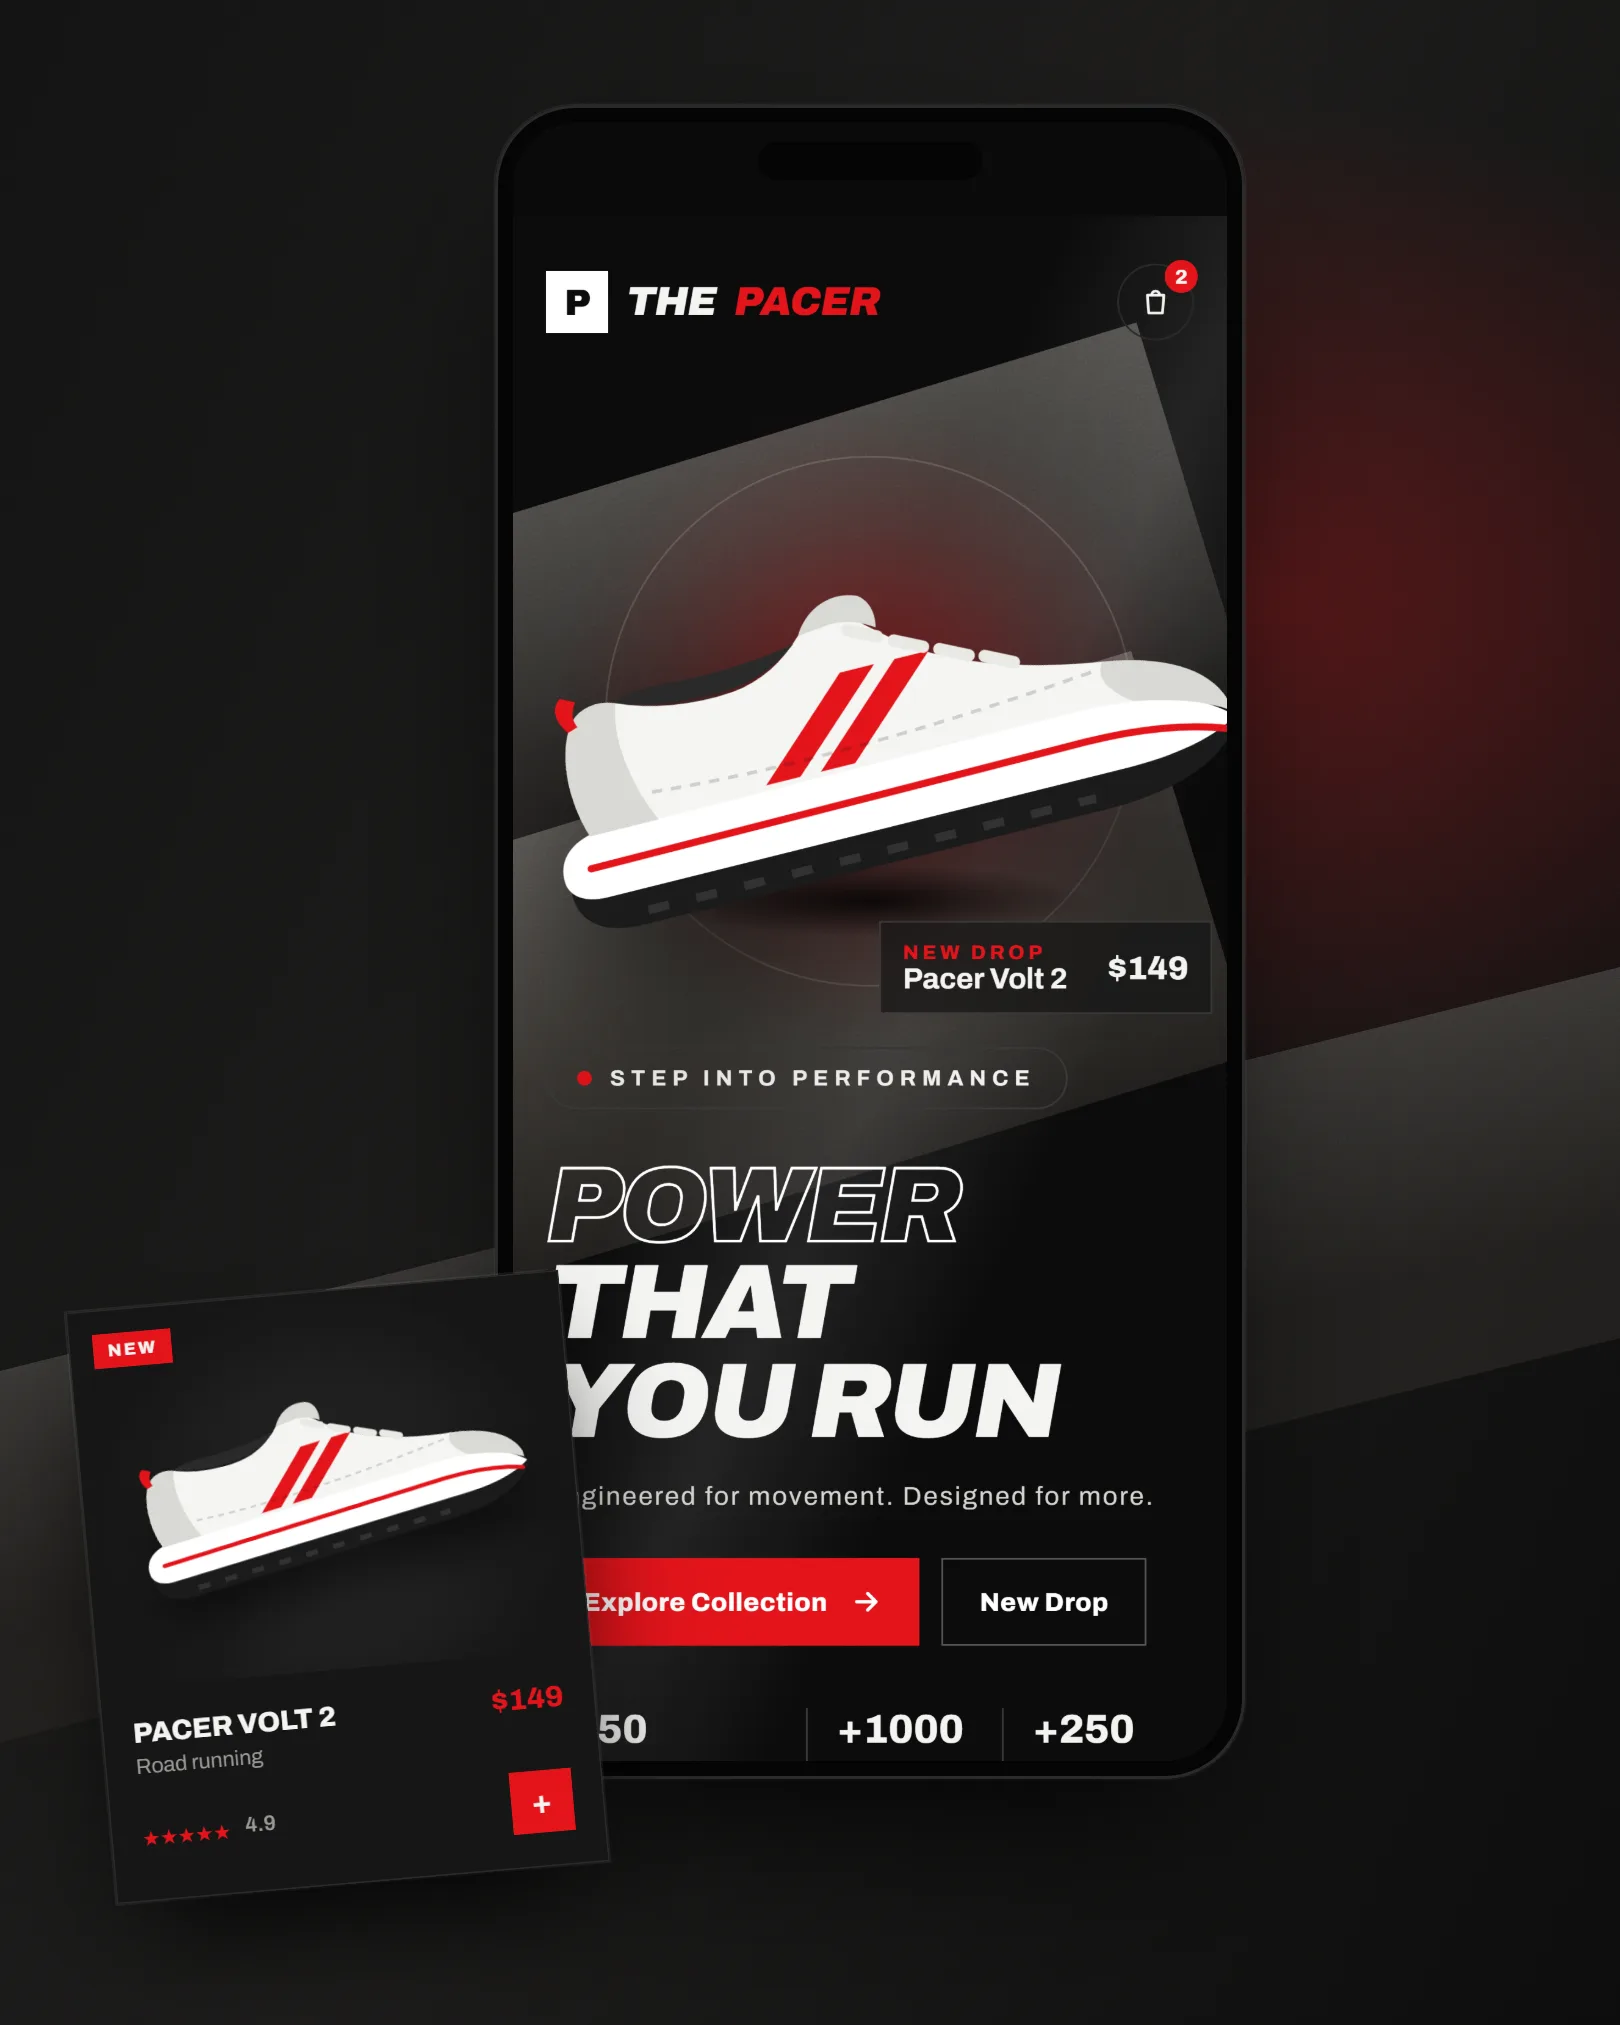 P THE PACER
2
NEW DROP
Pacer Volt 2
$149
STEP INTO PERFORMANCE
POWER
THAT
YOU RUN
gineered for movement. Designed for more.
Explore Collection →
New Drop
50
+1000
+250
NEW
PACER VOLT 2
$149
Road running
★★★★★ 4.9
+